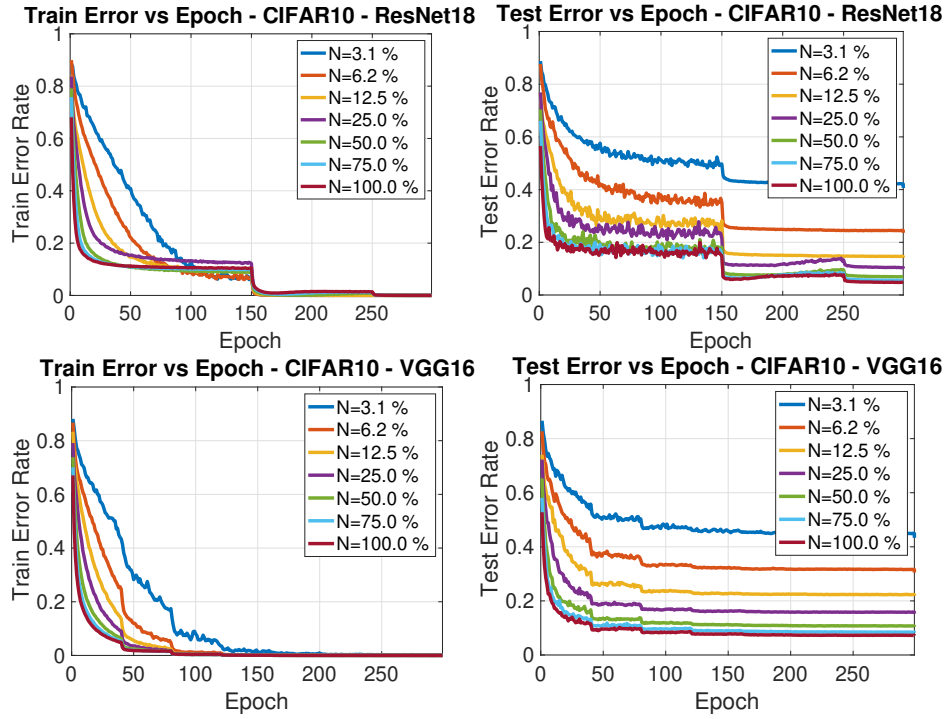 Train Error vs Epoch - CIFAR10 - ResNet18
1
0.8
0.6
0.4
0.2
0
Train Error Rate
0 50 100 150 200 250
Epoch
N=3.1 %
N=6.2 %
N=12.5 %
N=25.0 %
N=50.0 %
N=75.0 %
N=100.0 %
Test Error vs Epoch - CIFAR10 - ResNet18
1
0.8
0.6
0.4
0.2
0
Test Error Rate
0 50 100 150 200 250
Epoch
N=3.1 %
N=6.2 %
N=12.5 %
N=25.0 %
N=50.0 %
N=75.0 %
N=100.0 %
Train Error vs Epoch - CIFAR10 - VGG16
1
0.8
0.6
0.4
0.2
0
Train Error Rate
0 50 100 150 200 250
Epoch
N=3.1 %
N=6.2 %
N=12.5 %
N=25.0 %
N=50.0 %
N=75.0 %
N=100.0 %
Test Error vs Epoch - CIFAR10 - VGG16
1
0.8
0.6
0.4
0.2
0
Test Error Rate
0 50 100 150 200 250
Epoch
N=3.1 %
N=6.2 %
N=12.5 %
N=25.0 %
N=50.0 %
N=75.0 %
N=100.0 %